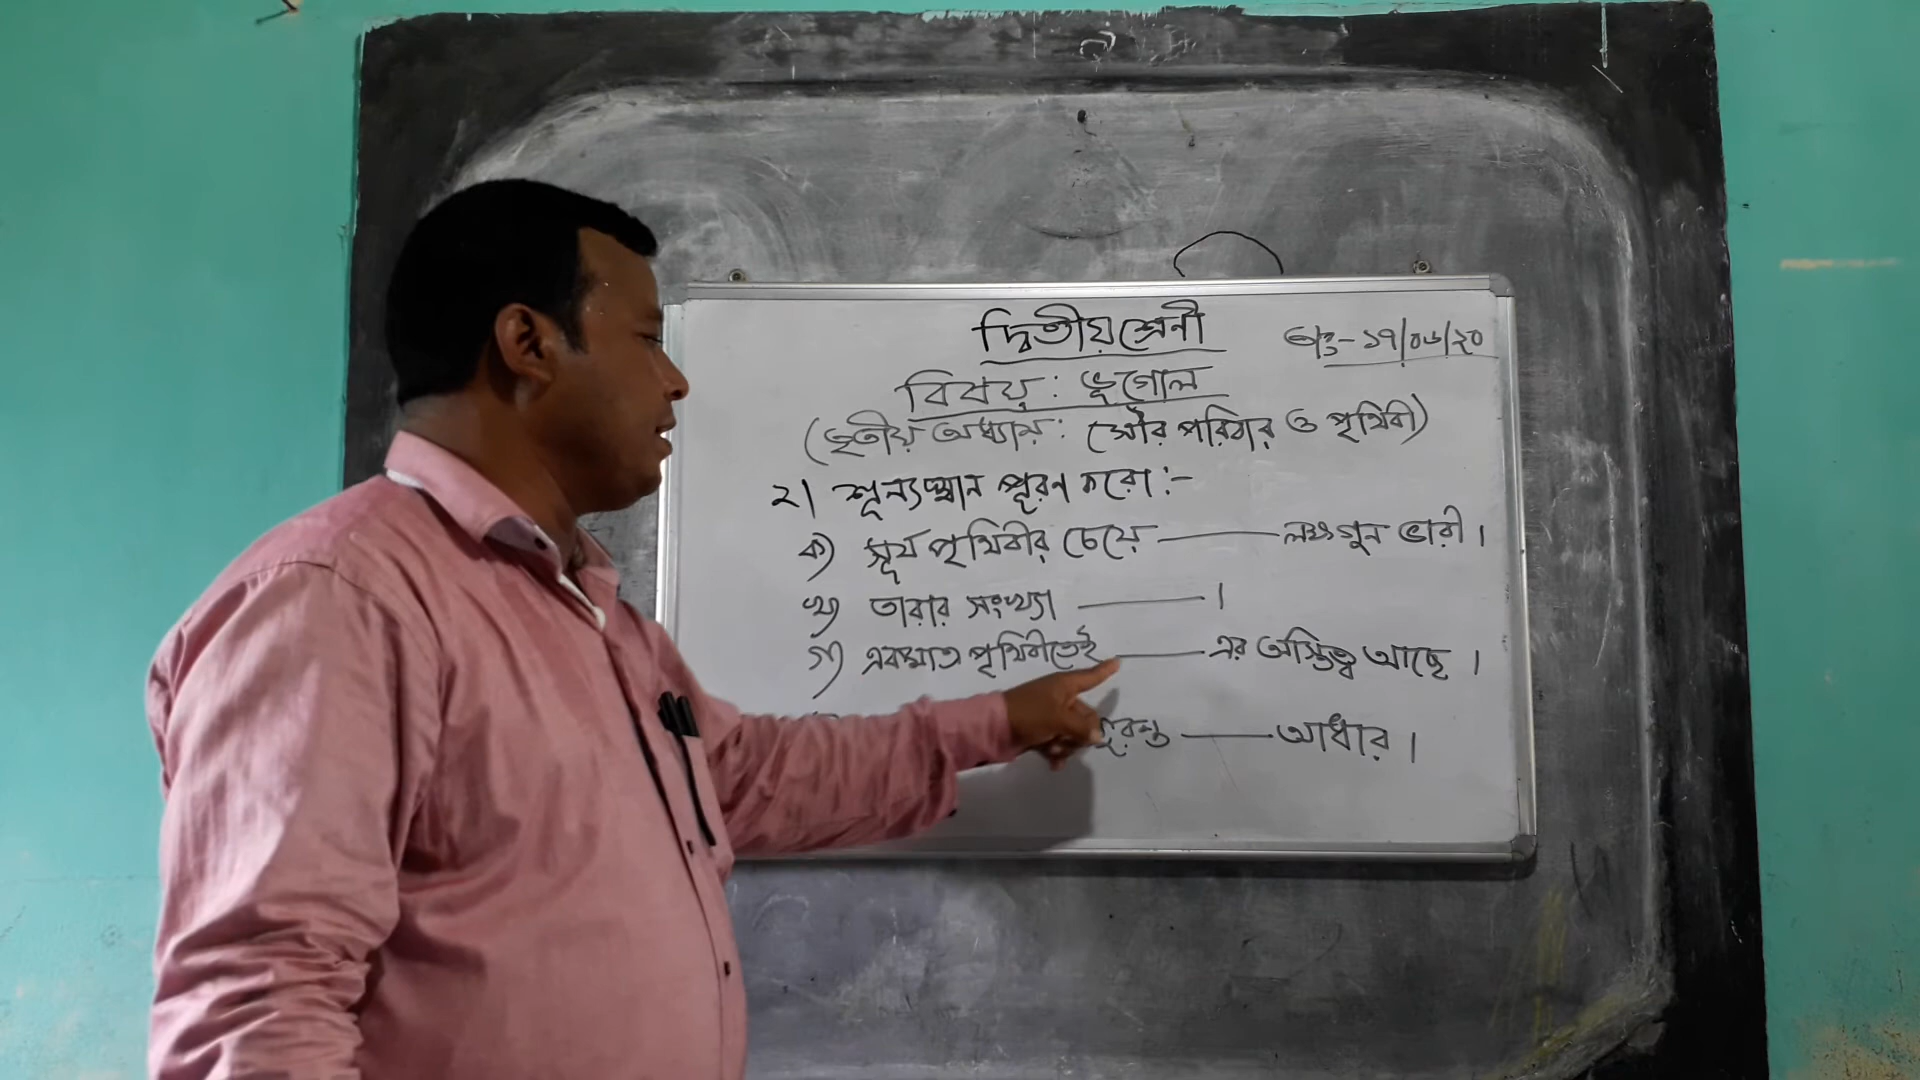 দ্বিতীয় শ্রেনী
তাং-১৭/০৬/২০
বিষয়: ভূগোল
(তৃতীয় অধ্যায়: সৌর পরিবার ও পৃথিবী)
২। শূন্যস্থান পূরণ করো:-
ক) সূর্য পৃথিবীর চেয়ে ——— লক্ষগুন ভারী।
খ) তারার সংখ্যা ———।
গ) একমাত্র পৃথিবীতেই ——— এর অস্তিত্ব আছে।
——— আধার।